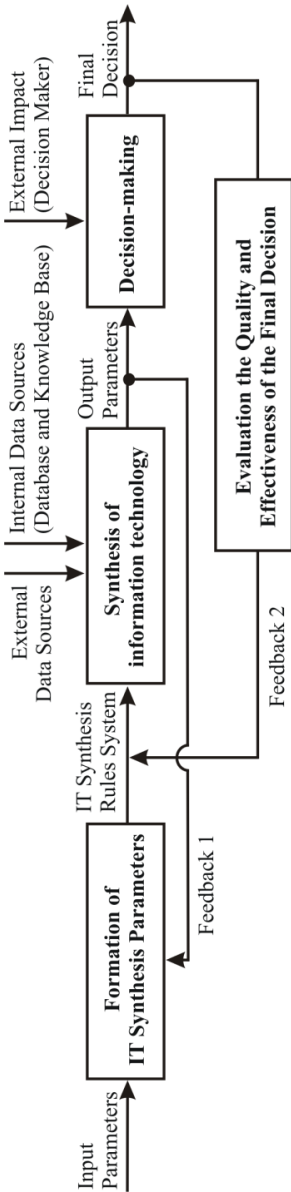 Input
Parameters
Formation of
IT Synthesis Parameters
IT Synthesis
Rules System
External
Data Sources
Internal Data Sources
(Database and Knowledge Base)
Synthesis of
information technology
Output
Parameters
External Impact
(Decision Maker)
Decision-making
Final
Decision
Feedback 1
Feedback 2
Evaluation the Quality and
Effectiveness of the Final Decision